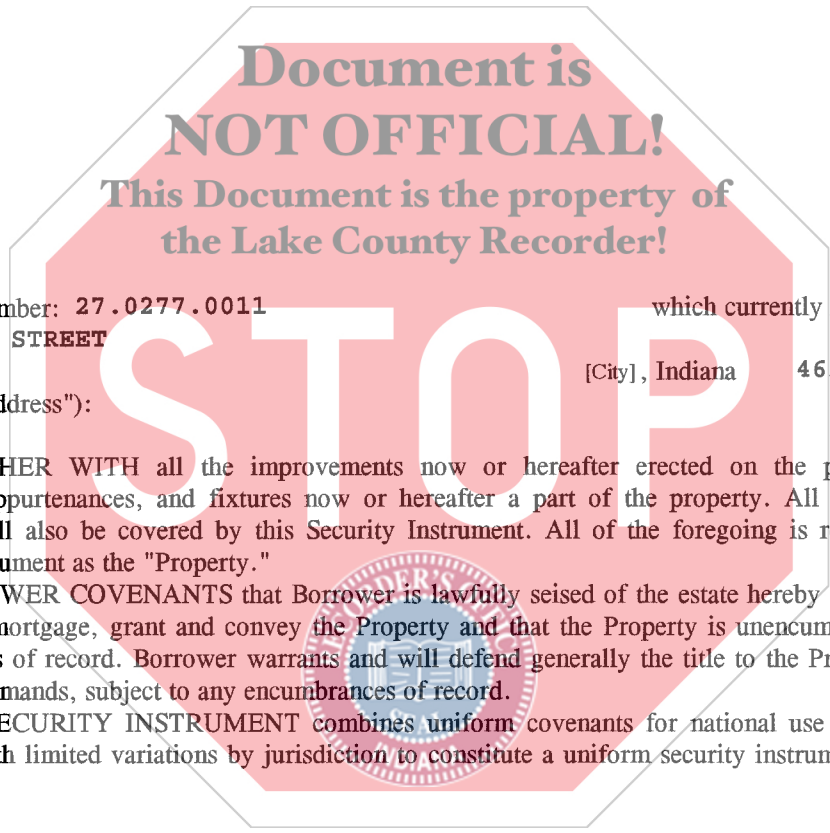 Document is
NOT OFFICIAL!
This Document is the property of
the Lake County Recorder!
mber: 27.0277.0011 which currently
STREET
[City], Indiana 46
ddress"):
STOP
HER WITH all the improvements now or hereafter erected on the p
ppurtenances, and fixtures now or hereafter a part of the property. All
ll also be covered by this Security Instrument. All of the foregoing is r
ument as the "Property."
WER COVENANTS that Borrower is lawfully seised of the estate hereby
mortgage, grant and convey the Property and that the Property is unencum
s of record. Borrower warrants and will defend generally the title to the Pr
mands, subject to any encumbrances of record.
ECURITY INSTRUMENT combines uniform covenants for national use
th limited variations by jurisdiction to constitute a uniform security instrum
RECORDER'S OFFICE
SEAL
INDIANA